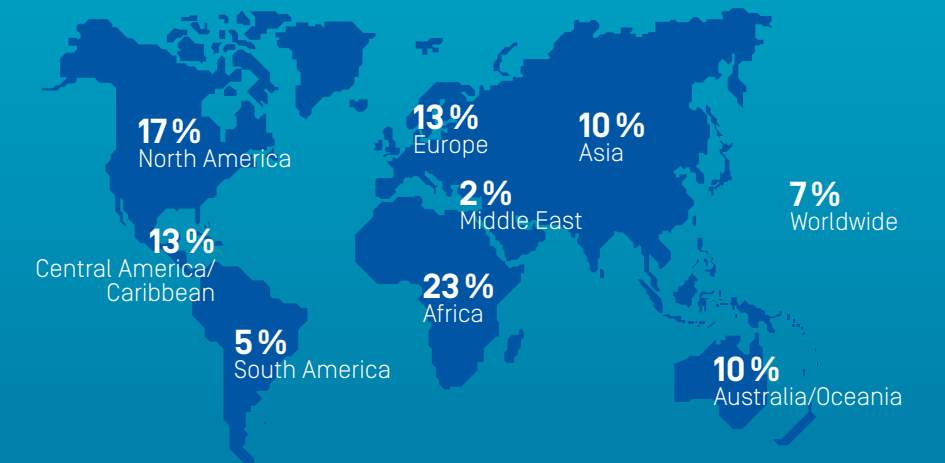 17 %
North America
13 %
Europe
10 %
Asia
2 %
Middle East
7 %
Worldwide
13 %
Central America/
Caribbean
23 %
Africa
5 %
South America
10 %
Australia/Oceania